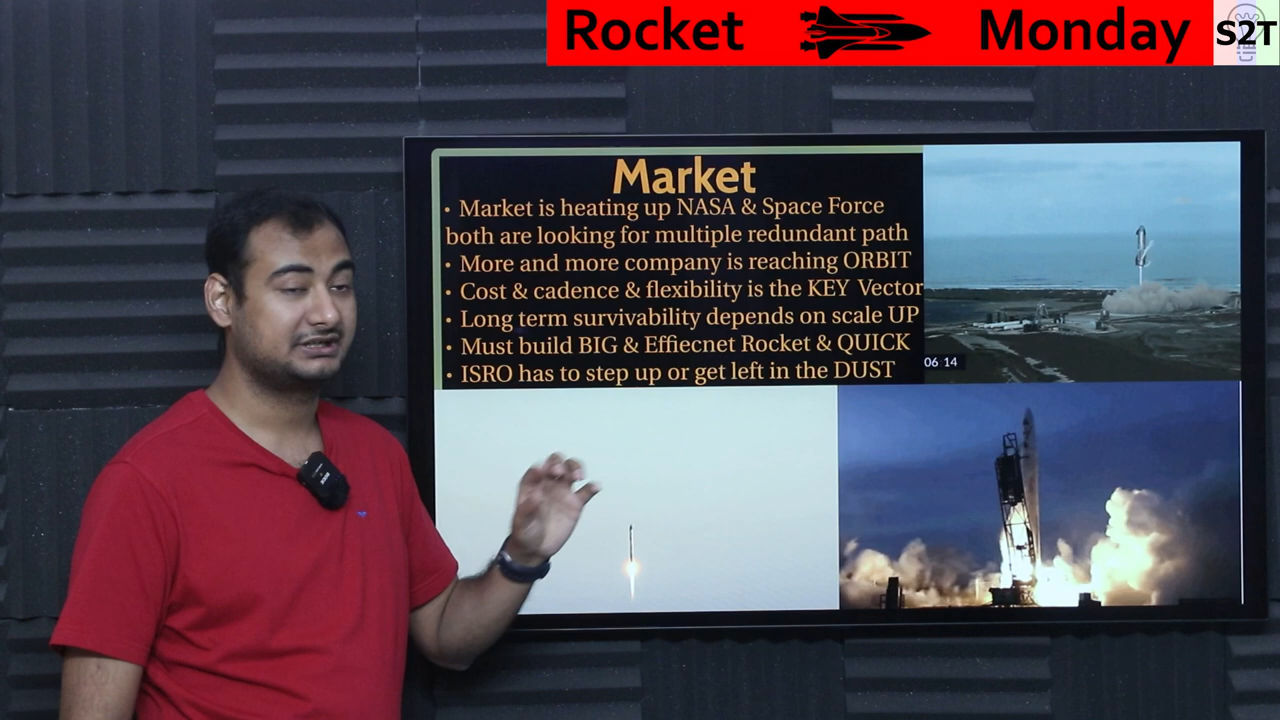 Rocket Monday S2T
Market
• Market is heating up NASA & Space Force
both are looking for multiple redundant path
• More and more company is reaching ORBIT
• Cost & cadence & flexibility is the KEY Vector
• Long term survivability depends on scale UP
• Must build BIG & Effiecnet Rocket & QUICK
• ISRO has to step up or get left in the DUST
06:14